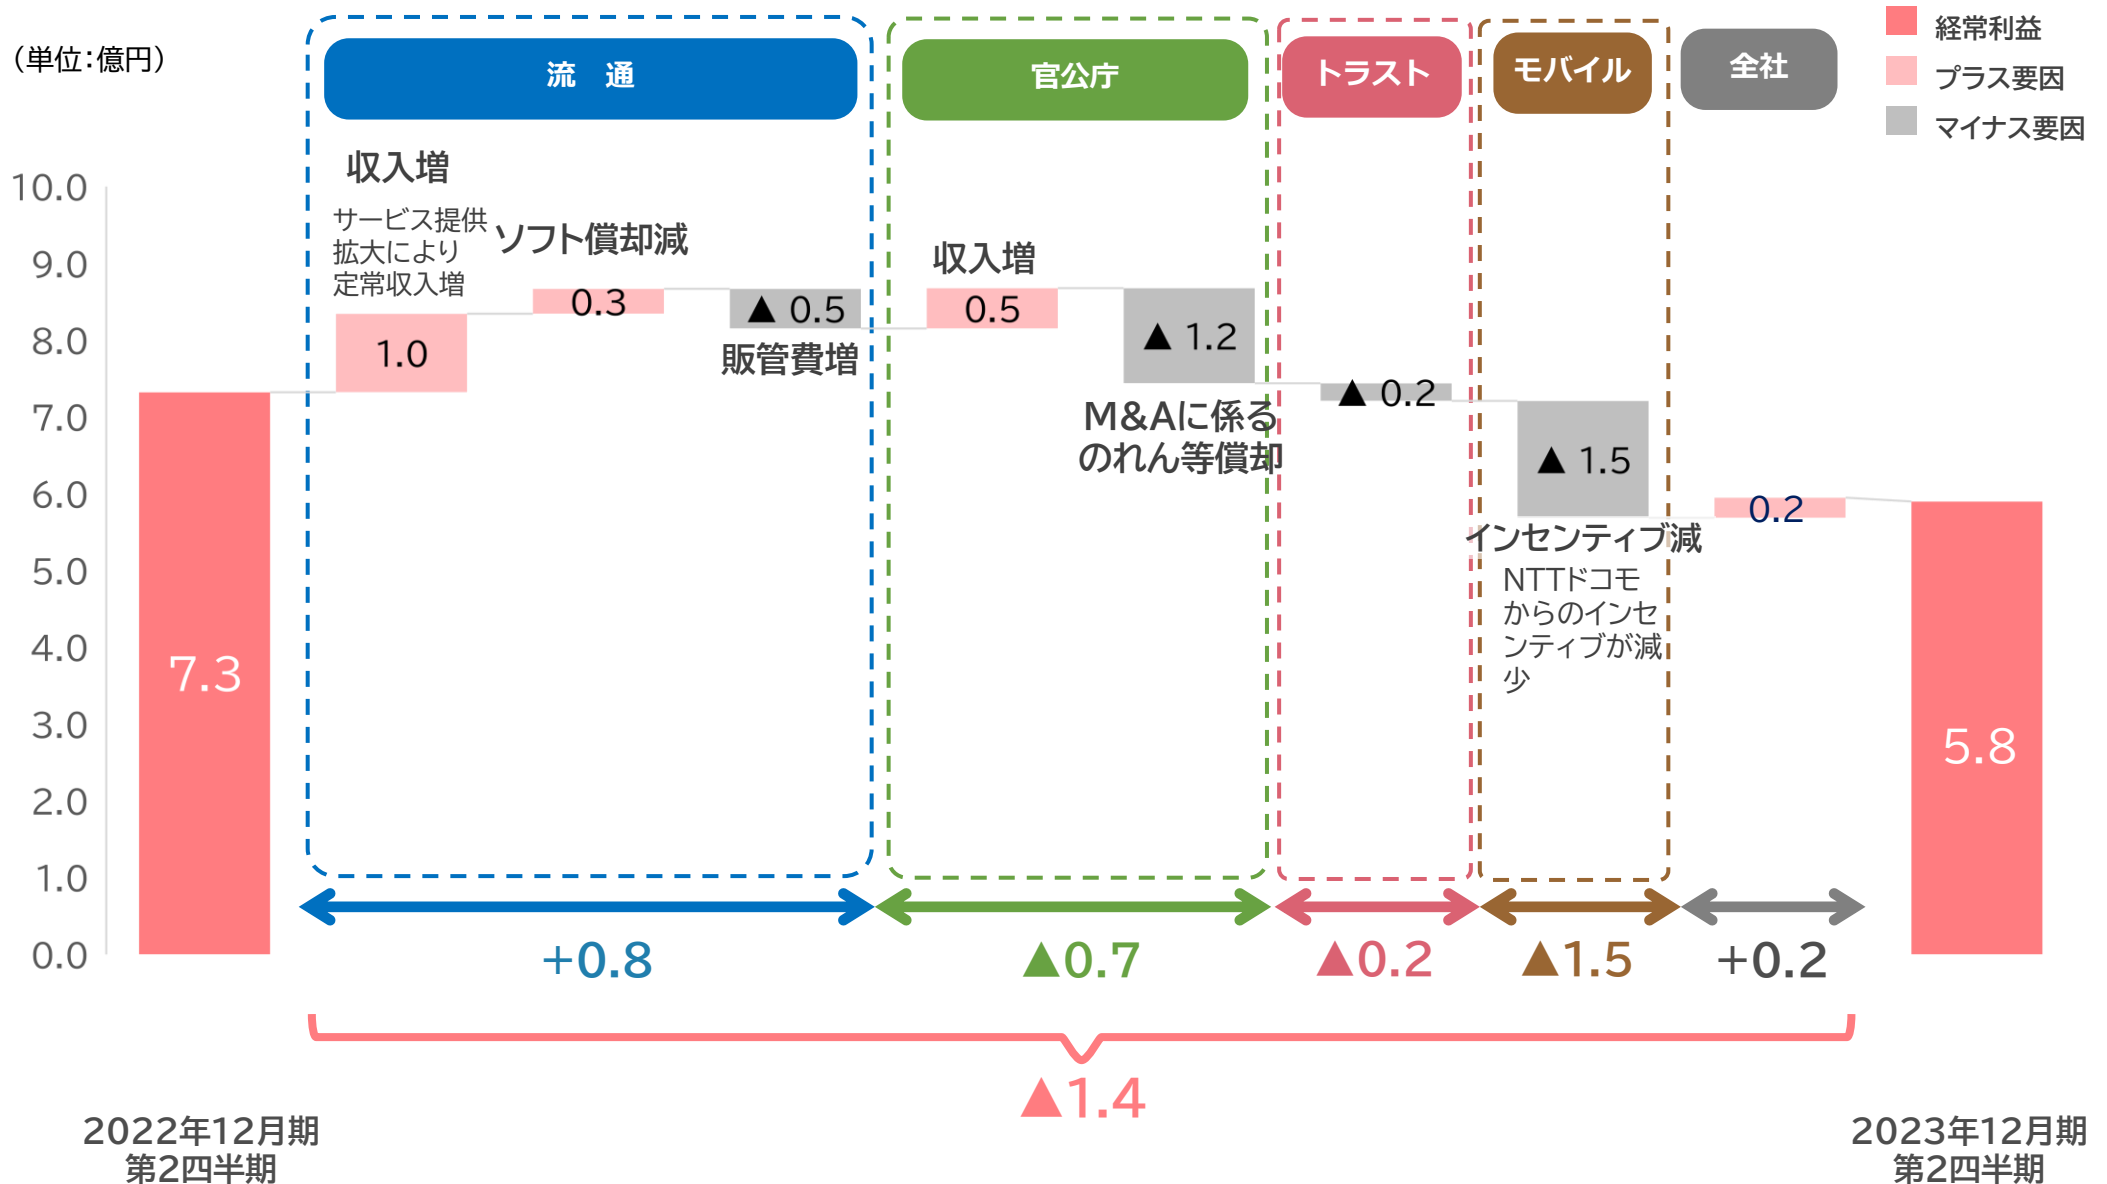 （単位：億円）
流　通
官公庁
トラスト
モバイル
全社
経常利益
プラス要因
マイナス要因
10.0
9.0
8.0
7.0
6.0
5.0
4.0
3.0
2.0
1.0
0.0
7.3
収入増
サービス提供
拡大により
定常収入増
1.0
ソフト償却減
0.3
▲ 0.5
販管費増
収入増
0.5
▲ 1.2
M&Aに係る
のれん等償却
▲ 0.2
▲ 1.5
インセンティブ減
NTTドコモ
からのインセ
ンティブが減
少
0.2
5.8
+0.8
▲0.7
▲0.2
▲1.5
+0.2
▲1.4
2022年12月期
第2四半期
2023年12月期
第2四半期